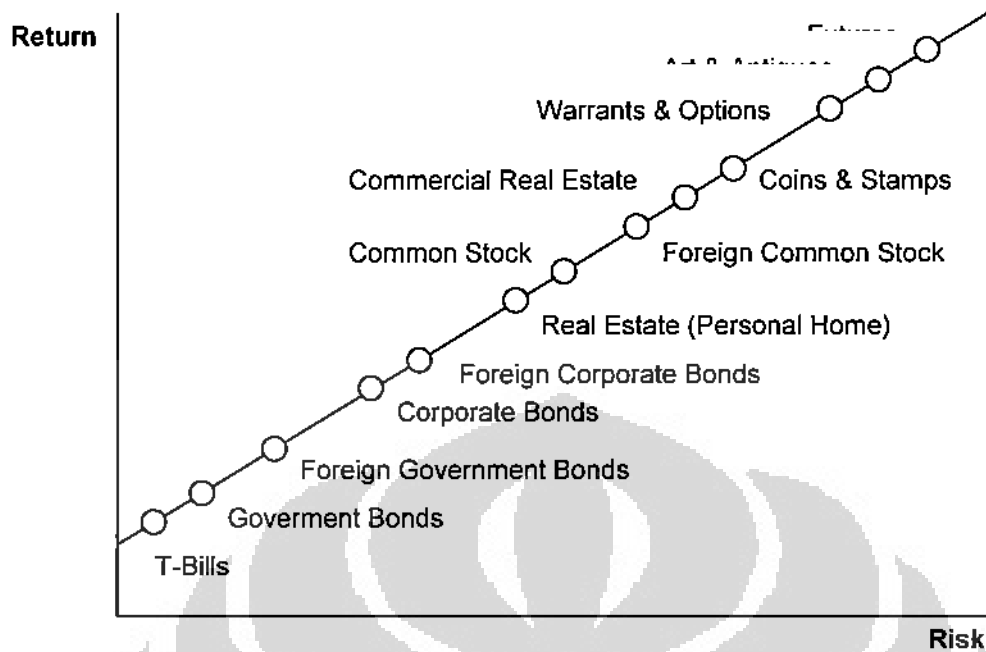 Return
Warrants & Options
Commercial Real Estate
Coins & Stamps
Common Stock
Foreign Common Stock
Real Estate (Personal Home)
Foreign Corporate Bonds
Corporate Bonds
Foreign Government Bonds
Goverment Bonds
T-Bills
Risk